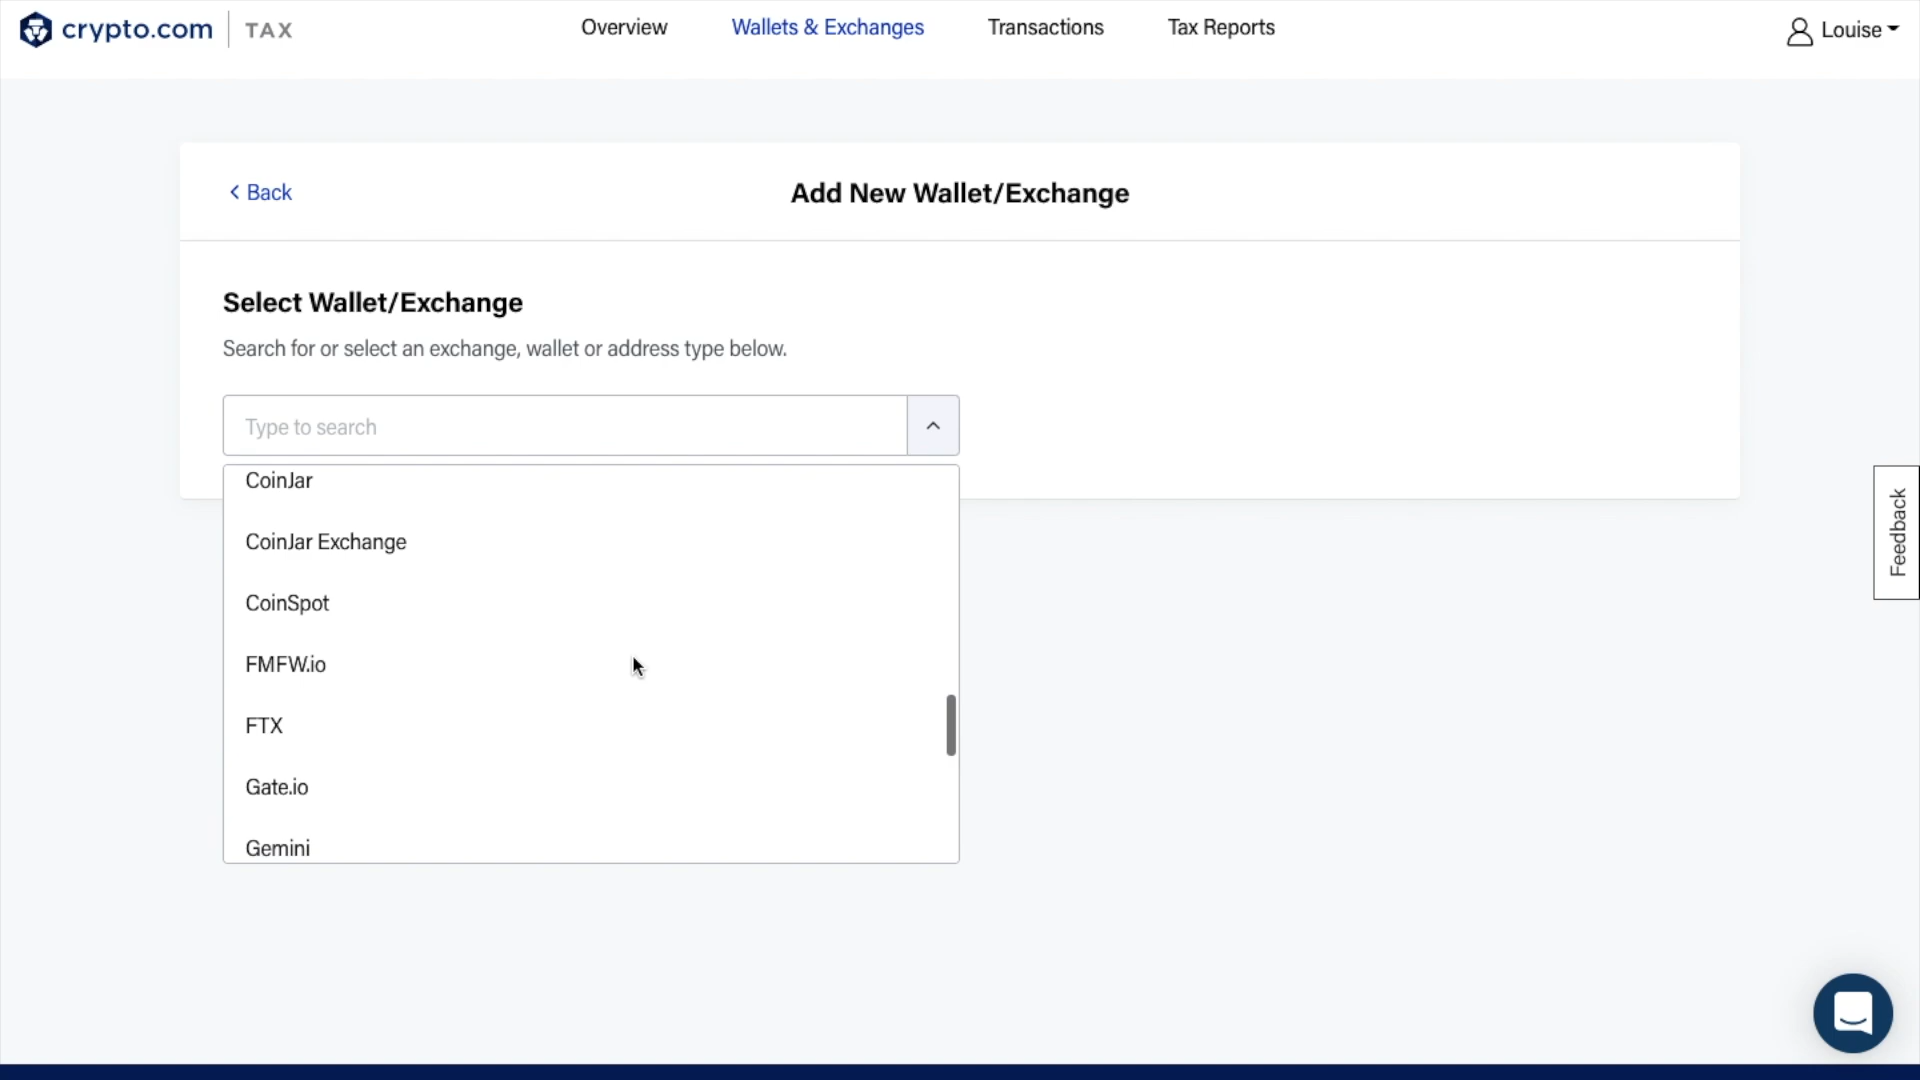 crypto.com TAX Overview Wallets & Exchanges Transactions Tax Reports Louise
Back Add New Wallet/Exchange
Select Wallet/Exchange
Search for or select an exchange, wallet or address type below.
Type to search
CoinJar
CoinJar Exchange
CoinSpot
FMFW.io
FTX
Gate.io
Gemini
Feedback